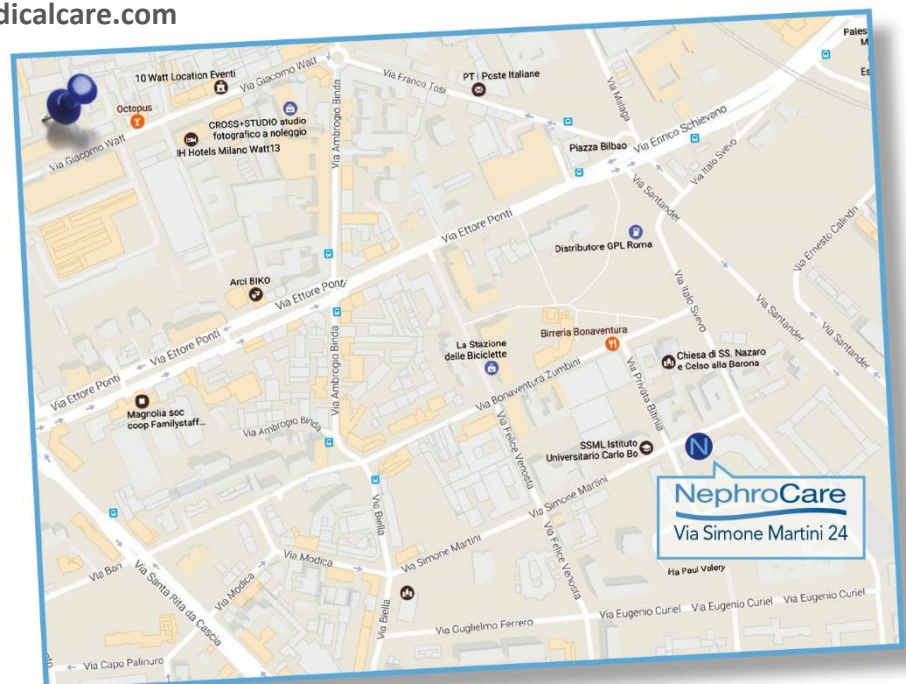 dicalcare.com
Pales
M
Es
10 Watt Location Eventi
Via Giacomo Watt
Via Franco Tosi
PT | Poste Italiane
Via Malaga
Octopus
CROSS+STUDIO studio
fotografico a noleggio
Via Ambrogio Binda
IH Hotels Milano Watt13
Via Giacomo Watt
Piazza Bilbao
Via Enrico Schievano
Via Italo Svevo
Via Santander
Via Ettore Ponti
Distributore GPL Roma
Via Ernesto Calindri
Arci BIKO
Via Ettore Ponti
Via Italo Svevo
Via Santander
Via Santander
Via Ettore Ponti
Via Ambrogio Binda
La Stazione
delle Biciclette
Birreria Bonaventura
Chiesa di SS. Nazaro
e Celso alla Barona
Via Ettore Ponti
Via Bonaventura Zumbini
Via Privata Bitinia
Magnolia soc
coop Familystaff...
Via Ambrogio Binda
Via Felice Venosta
SSML Istituto
Universitario Carlo Bo
N
NephroCare
Via Simone Martini 24
Via Biella
Via Simone Martini
Via Simone Martini
Via Felice Venosta
Via Modica
Via Bari
Via Modica
Via Santa Rita da Cascia
Via Paul Valery
Via Biella
Via Guglielmo Ferrero
Via Eugenio Curiel
Via Eugenio Curiel
Via Eugenio Curiel
Via Capo Palinuro